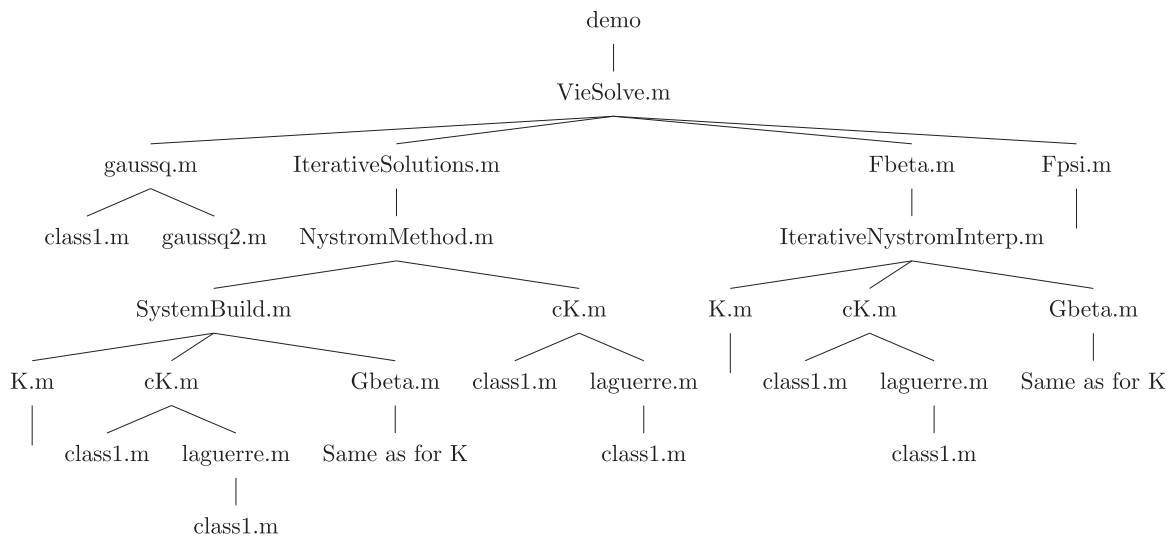 demo
VieSolve.m
gaussq.m IterativeSolutions.m Fbeta.m Fpsi.m
class1.m gaussq2.m NystromMethod.m IterativeNystromInterp.m
SystemBuild.m cK.m K.m cK.m Gbeta.m
K.m cK.m Gbeta.m class1.m laguerre.m class1.m laguerre.m Same as for K
class1.m laguerre.m Same as for K class1.m class1.m
class1.m